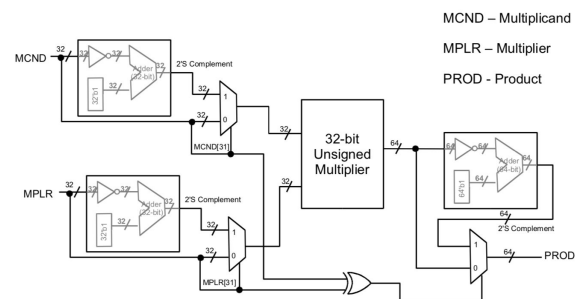 MCND – Multiplicand
MPLR – Multiplier
PROD - Product
MCND
32
32
32
32
Adder
(32-bit)
32'b1
32
2'S Complement
32
1
32
0
MCND[31]
32
32-bit
Unsigned
Multiplier
64
64
64
64
Adder
(64-bit)
64'b1
64
64
2'S Complement
MPLR
32
32
32
32
Adder
(32-bit)
32'b1
32
2'S Complement
32
1
32
0
MPLR[31]
32
1
0
64
PROD